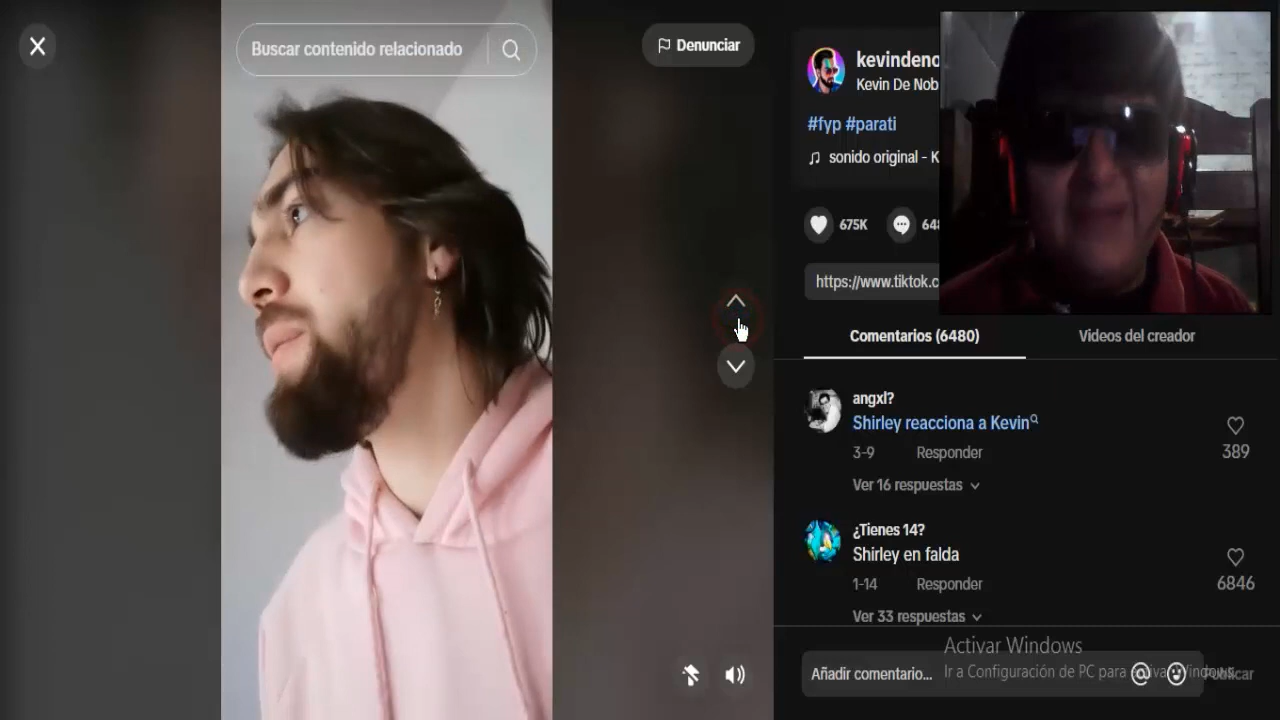 Buscar contenido relacionado
Denunciar
kevindeno
Kevin De Nob
#fyp #parati
sonido original - K
675K
648
https://www.tiktok.c
Comentarios (6480)
Videos del creador
angxl?
Shirley reacciona a Kevin
3-9
Responder
389
Ver 16 respuestas
¿Tienes 14?
Shirley en falda
1-14
Responder
6846
Ver 33 respuestas
Activar Windows
Ir a Configuración de PC para
Añadir comentario...
Publicar